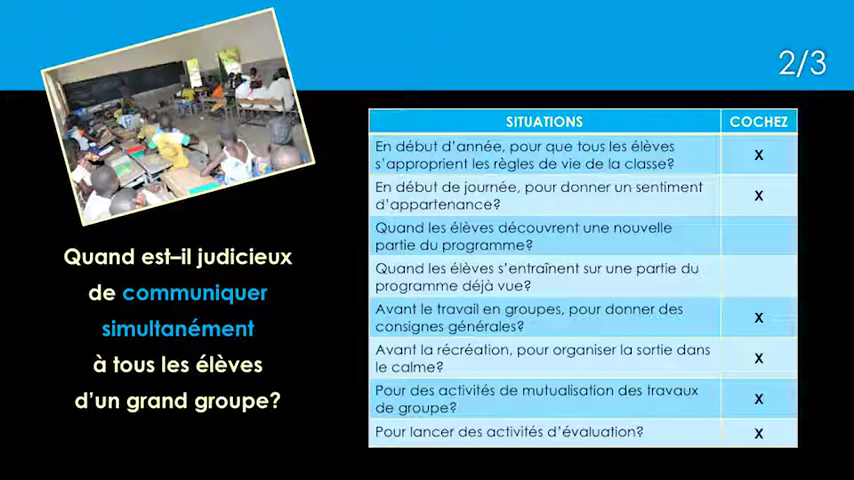 2/3
Quand est–il judicieux
de communiquer
simultanément
à tous les élèves
d'un grand groupe?
SITUATIONS COCHEZ
En début d'année, pour que tous les élèves
s'approprient les règles de vie de la classe? X
En début de journée, pour donner un sentiment
d'appartenance? X
Quand les élèves découvrent une nouvelle
partie du programme?
Quand les élèves s'entraînent sur une partie du
programme déjà vue?
Avant le travail en groupes, pour donner des
consignes générales? X
Avant la récréation, pour organiser la sortie dans
le calme? X
Pour des activités de mutualisation des travaux
de groupe? X
Pour lancer des activités d'évaluation? X